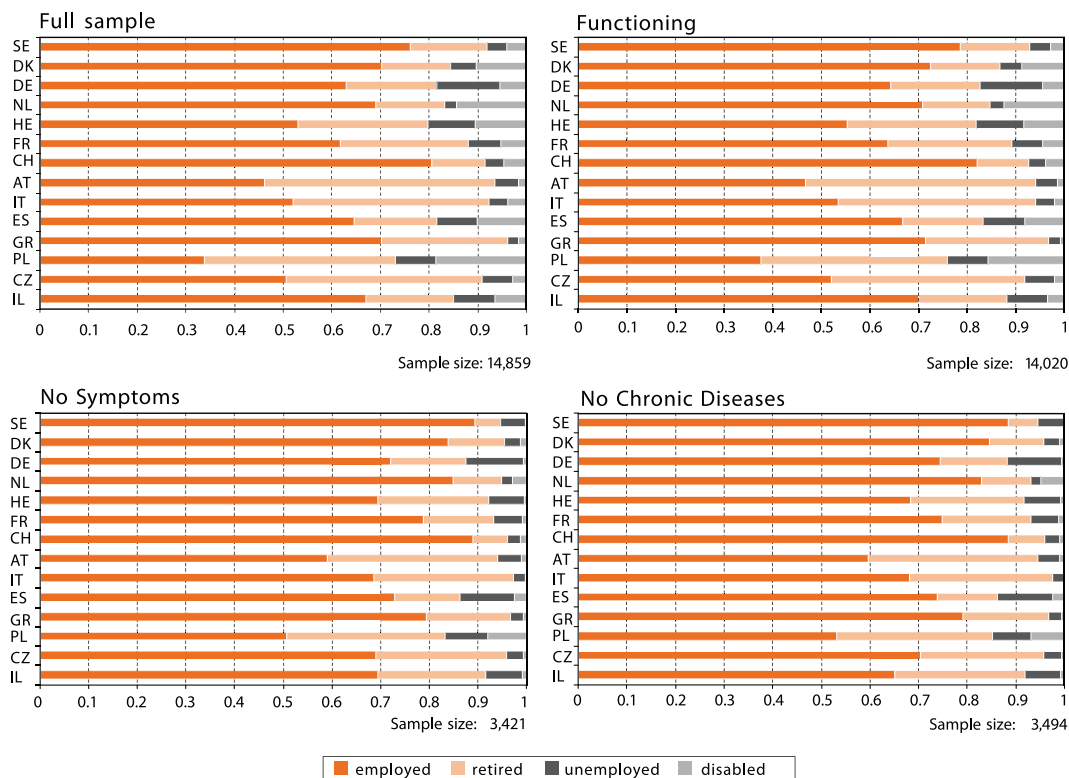 Full sample
SE
DK
DE
NL
HE
FR
CH
AT
IT
ES
GR
PL
CZ
IL
0 0.1 0.2 0.3 0.4 0.5 0.6 0.7 0.8 0.9 1
Sample size: 14,859
Functioning
SE
DK
DE
NL
HE
FR
CH
AT
IT
ES
GR
PL
CZ
IL
0 0.1 0.2 0.3 0.4 0.5 0.6 0.7 0.8 0.9 1
Sample size: 14,020
No Symptoms
SE
DK
DE
NL
HE
FR
CH
AT
IT
ES
GR
PL
CZ
IL
0 0.1 0.2 0.3 0.4 0.5 0.6 0.7 0.8 0.9 1
Sample size: 3,421
No Chronic Diseases
SE
DK
DE
NL
HE
FR
CH
AT
IT
ES
GR
PL
CZ
IL
0 0.1 0.2 0.3 0.4 0.5 0.6 0.7 0.8 0.9 1
Sample size: 3,494
employed retired unemployed disabled